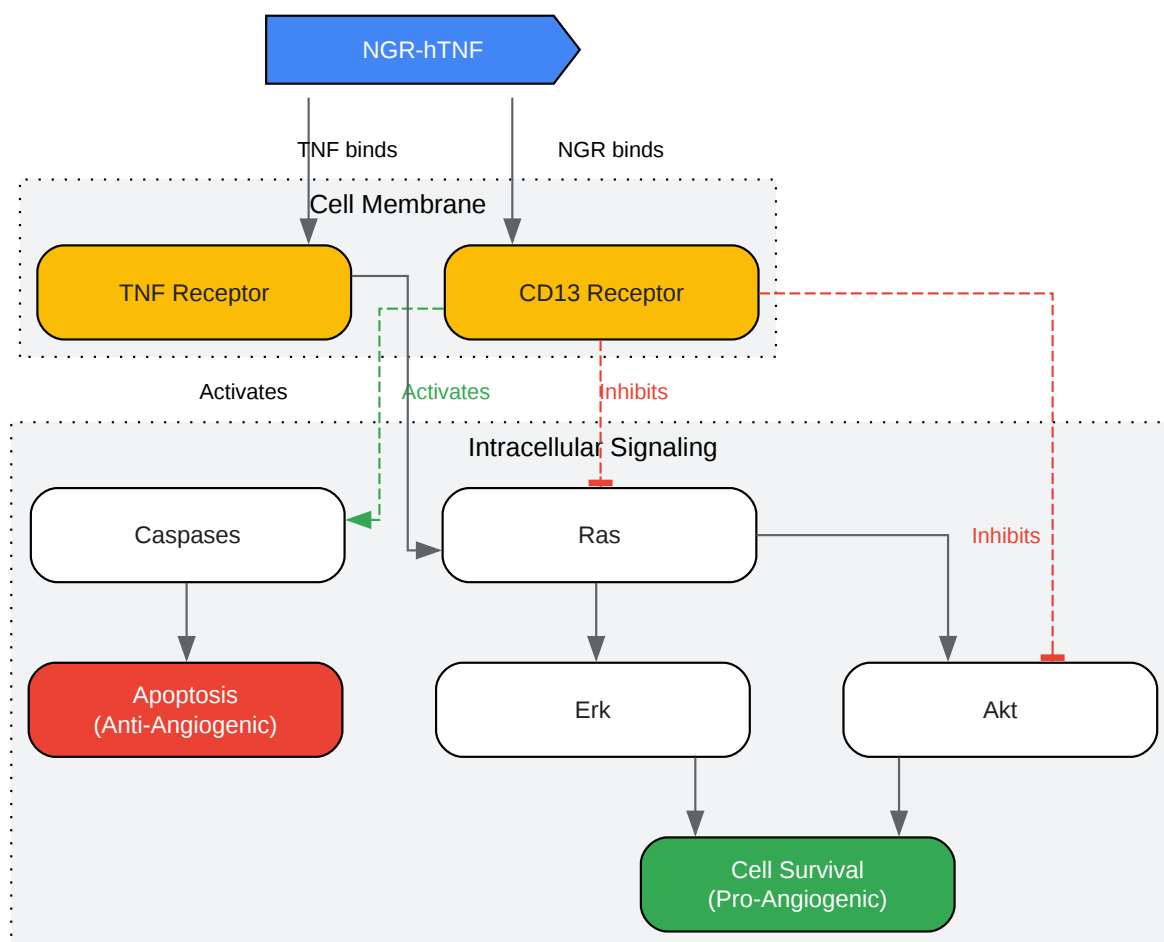 NGR-hTNF
TNF binds
NGR binds
Cell Membrane
TNF Receptor
CD13 Receptor
Activates
Activates
Inhibits
Intracellular Signaling
Caspases
Ras
Inhibits
Apoptosis
(Anti-Angiogenic)
Erk
Akt
Cell Survival
(Pro-Angiogenic)